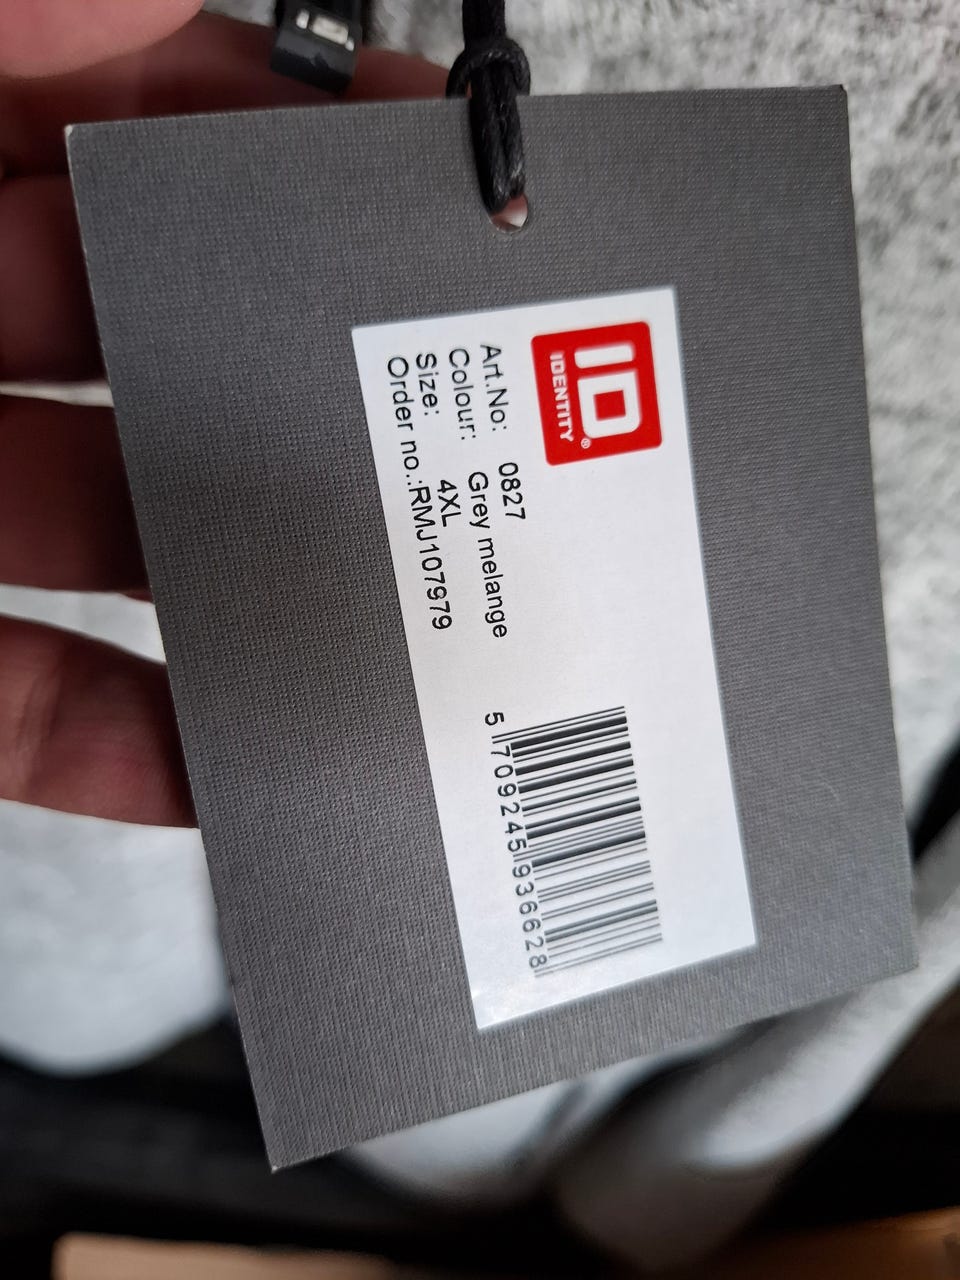 ID
IDENTITY®
Art.No: 0827
Colour: Grey melange
Size: 4XL
Order no.:RMJ107979
5 709245 936628